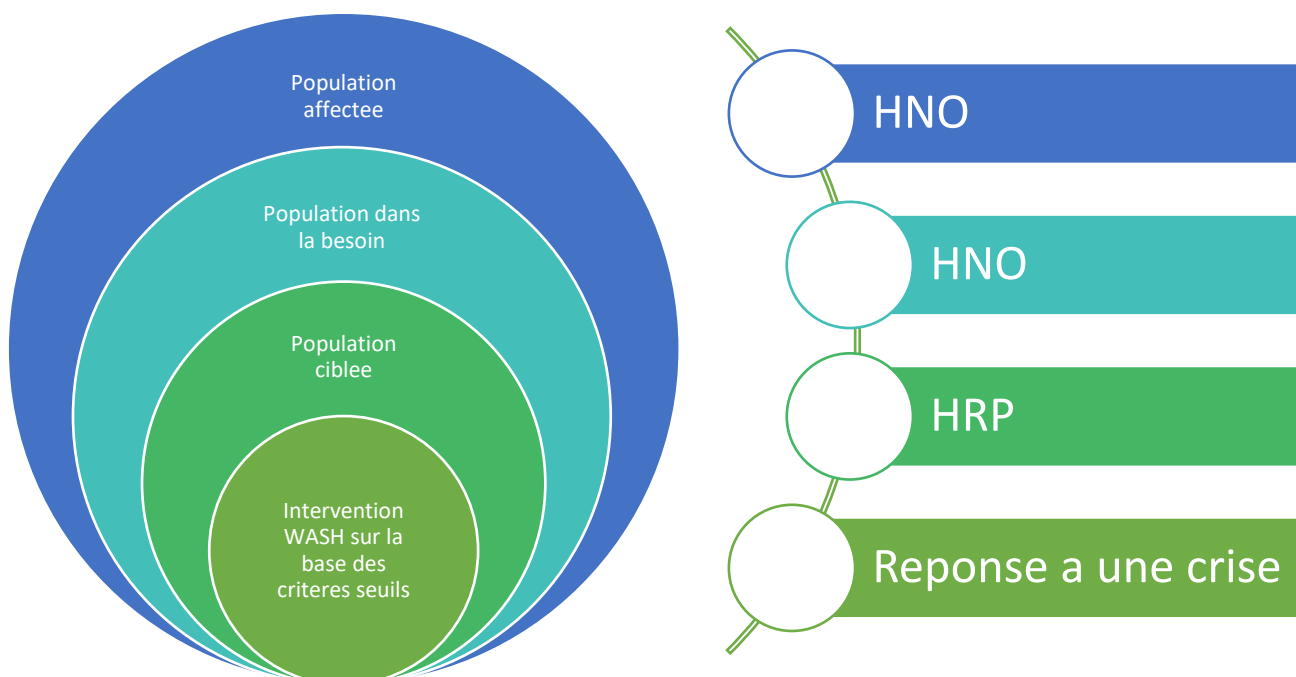 Population
affectee
Population dans
la besoin
Population
ciblee
Intervention
WASH sur la
base des
criteres seuils
HNO
HNO
HRP
Reponse a une crise